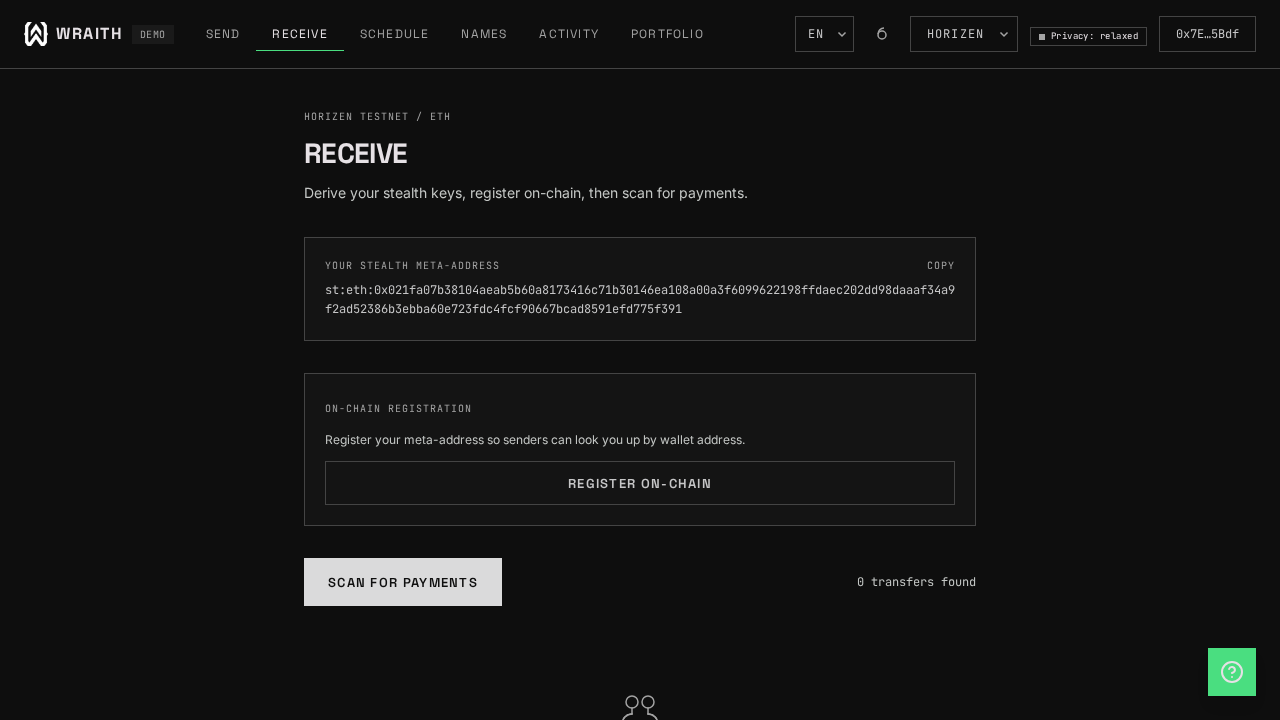 WRAITH DEMO SEND RECEIVE SCHEDULE NAMES ACTIVITY PORTFOLIO EN HORIZEN Privacy: relaxed 0x7E…5Bdf
HORIZEN TESTNET / ETH
RECEIVE
Derive your stealth keys, register on-chain, then scan for payments.
YOUR STEALTH META-ADDRESS COPY
st:eth:0x021fa07b38104aeab5b60a8173416c71b30146ea108a00a3f6099622198ffdaec202dd98daaaf34a9
f2ad52386b3ebba60e723fdc4fcf90667bcad8591efd775f391
ON-CHAIN REGISTRATION
Register your meta-address so senders can look you up by wallet address.
REGISTER ON-CHAIN
SCAN FOR PAYMENTS 0 transfers found